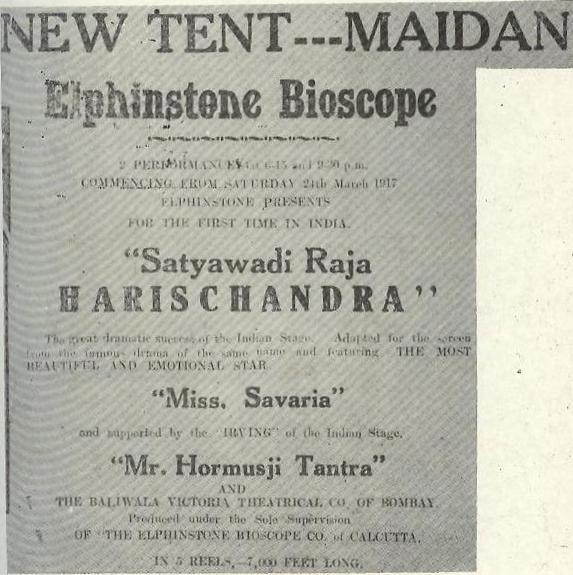 NEW TENT---MAIDAN
Elphinstone Bioscope
2 PERFORMANCES at 6-15 and 9-30 p.m.
COMMENCING FROM SATURDAY 24th March 1917
ELPHINSTONE PRESENTS
FOR THE FIRST TIME IN INDIA.
"Satyawadi Raja
HARISCHANDRA"
The great dramatic success of the Indian Stage. Adapted for the screen
from the famous drama of the same name and featuring THE MOST
BEAUTIFUL AND EMOTIONAL STAR
"Miss. Savaria"
and supported by the "IRVING" of the Indian Stage.
"Mr. Hormusji Tantra"
AND
THE BALIWALA VICTORIA THEATRICAL CO. OF BOMBAY.
Produced under the Sole Supervision
OF "THE ELPHINSTONE BIOSCOPE CO. of CALCUTTA.
IN 5 REELS,—7,000 FEET LONG.